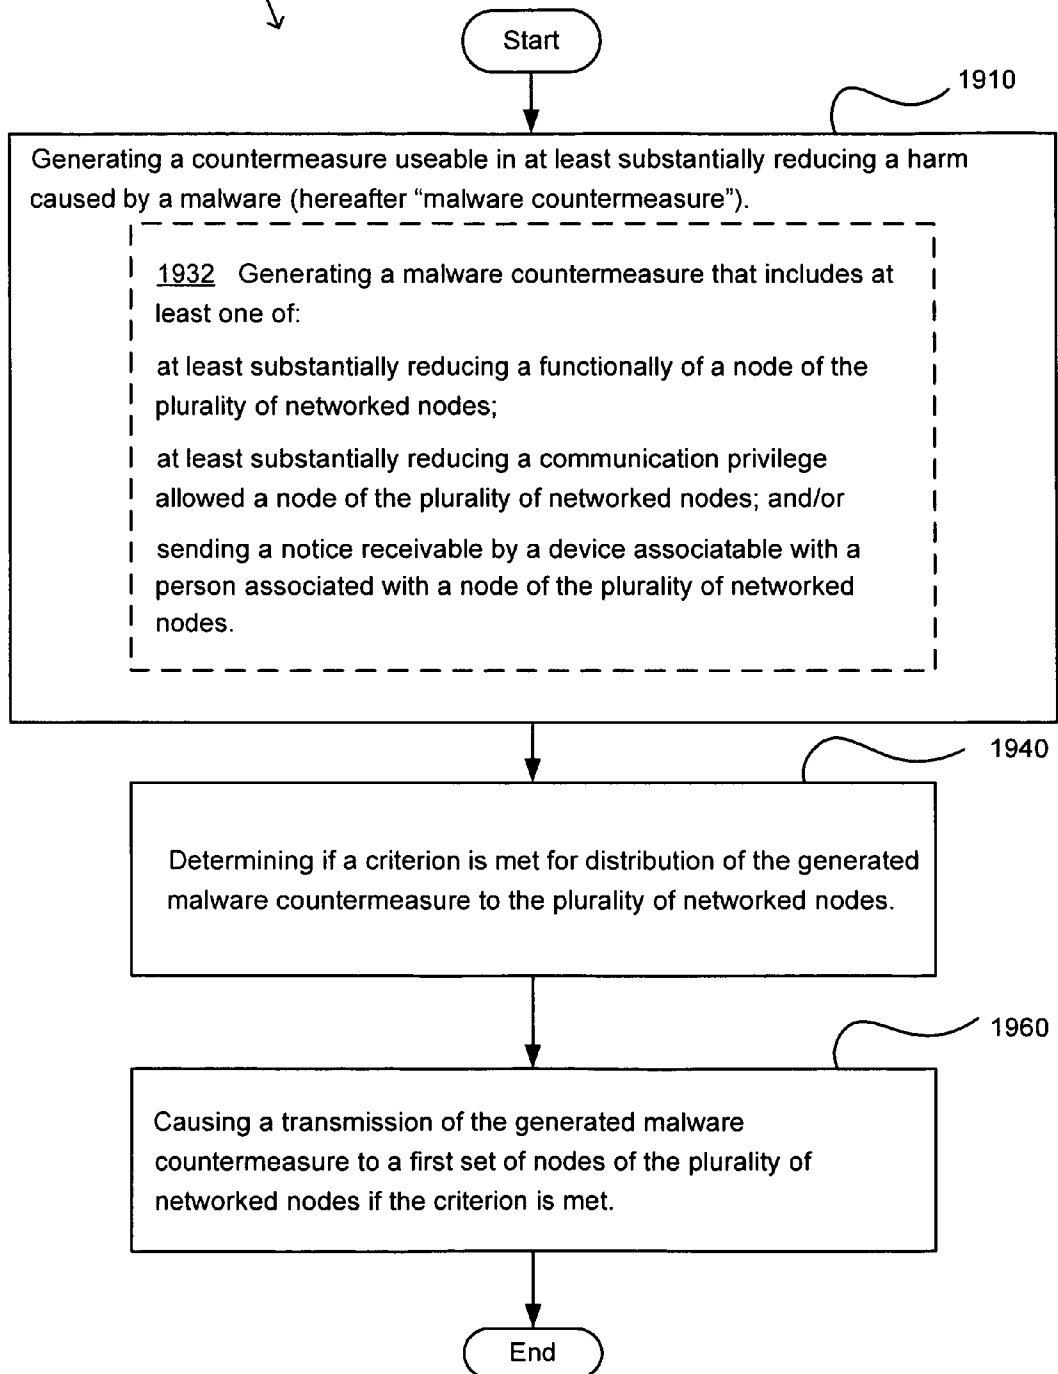 Start
1910
Generating a countermeasure useable in at least substantially reducing a harm
caused by a malware (hereafter “malware countermeasure”).
1932 Generating a malware countermeasure that includes at
least one of:
at least substantially reducing a functionally of a node of the
plurality of networked nodes;
at least substantially reducing a communication privilege
allowed a node of the plurality of networked nodes; and/or
sending a notice receivable by a device associatable with a
person associated with a node of the plurality of networked
nodes.
1940
Determining if a criterion is met for distribution of the generated
malware countermeasure to the plurality of networked nodes.
1960
Causing a transmission of the generated malware
countermeasure to a first set of nodes of the plurality of
networked nodes if the criterion is met.
End